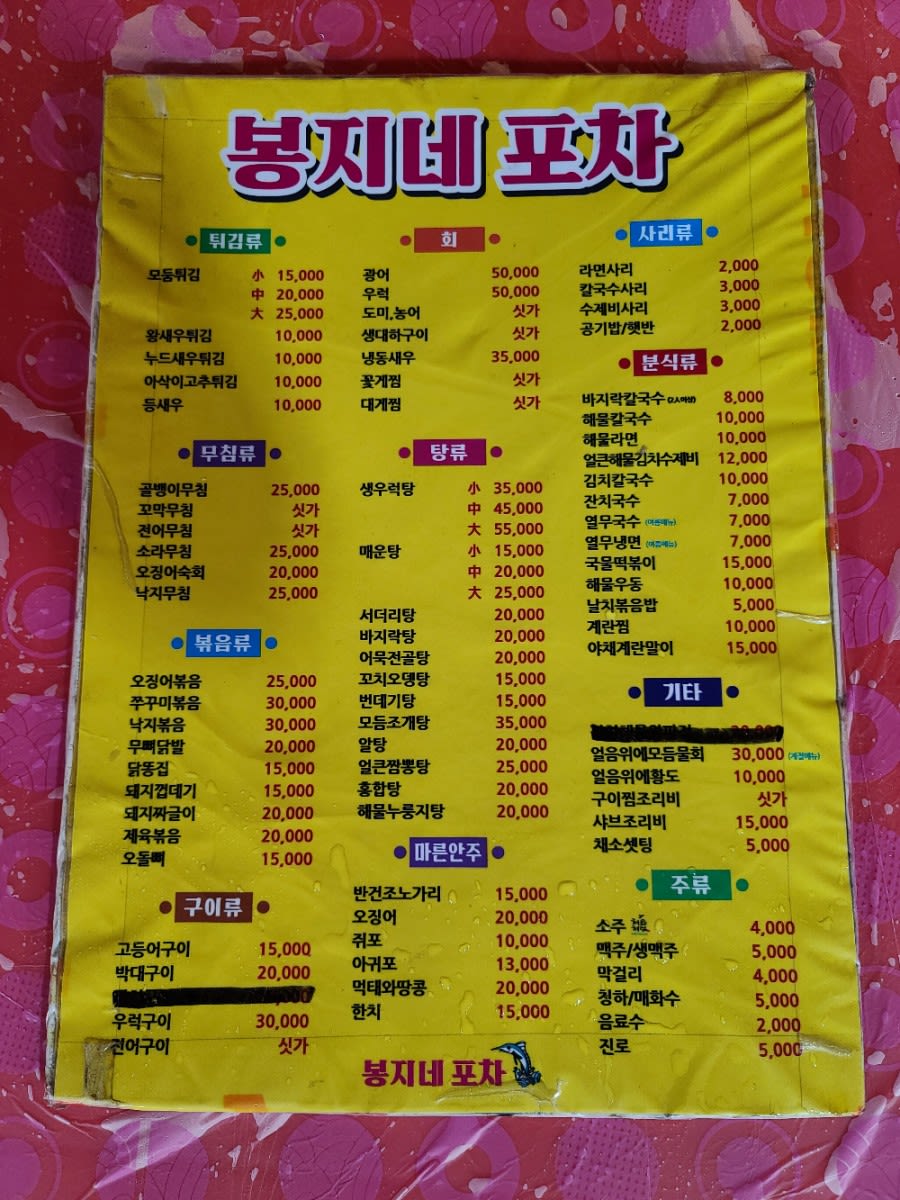 봉지네 포차
튀김류
모둠튀김 小 15,000
中 20,000
大 25,000
왕새우튀김 10,000
누드새우튀김 10,000
아삭이고추튀김 10,000
등새우 10,000
무침류
골뱅이무침 25,000
꼬막무침 싯가
전어무침 싯가
소라무침 25,000
오징어숙회 20,000
낙지무침 25,000
볶음류
오징어볶음 25,000
쭈꾸미볶음 30,000
낙지볶음 30,000
무뼈닭발 20,000
닭똥집 15,000
돼지껍데기 15,000
돼지짜글이 20,000
제육볶음 20,000
오돌뼈 15,000
구이류
고등어구이 15,000
박대구이 20,000
우럭구이 30,000
전어구이 싯가
회
광어 50,000
우럭 50,000
도미,농어 싯가
생대하구이 싯가
냉동새우 35,000
꽃게찜 싯가
대게찜 싯가
탕류
생우럭탕 小 35,000
中 45,000
大 55,000
매운탕 小 15,000
中 20,000
大 25,000
서더리탕 20,000
바지락탕 20,000
어묵전골탕 20,000
꼬치오뎅탕 15,000
번데기탕 15,000
모듬조개탕 35,000
알탕 20,000
얼큰짬뽕탕 25,000
홍합탕 20,000
해물누룽지탕 20,000
마른안주
반건조노가리 15,000
오징어 20,000
쥐포 10,000
아귀포 13,000
먹태와땅콩 20,000
한치 15,000
사리류
라면사리 2,000
칼국수사리 3,000
수제비사리 3,000
공기밥/햇반 2,000
분식류
바지락칼국수 (2人이상) 8,000
해물칼국수 10,000
해물라면 10,000
얼큰해물김치수제비 12,000
김치칼국수 10,000
잔치국수 7,000
열무국수 (여름메뉴) 7,000
열무냉면 (여름메뉴) 7,000
국물떡볶이 15,000
해물우동 10,000
날치볶음밥 5,000
계란찜 10,000
야채계란말이 15,000
기타
얼음위에모듬물회 30,000 (계절메뉴)
얼음위에황도 10,000
구이찜조리비 싯가
샤브조리비 15,000
채소셋팅 5,000
주류
소주 4,000
맥주/생맥주 5,000
막걸리 4,000
청하/매화수 5,000
음료수 2,000
진로 5,000
봉지네 포차